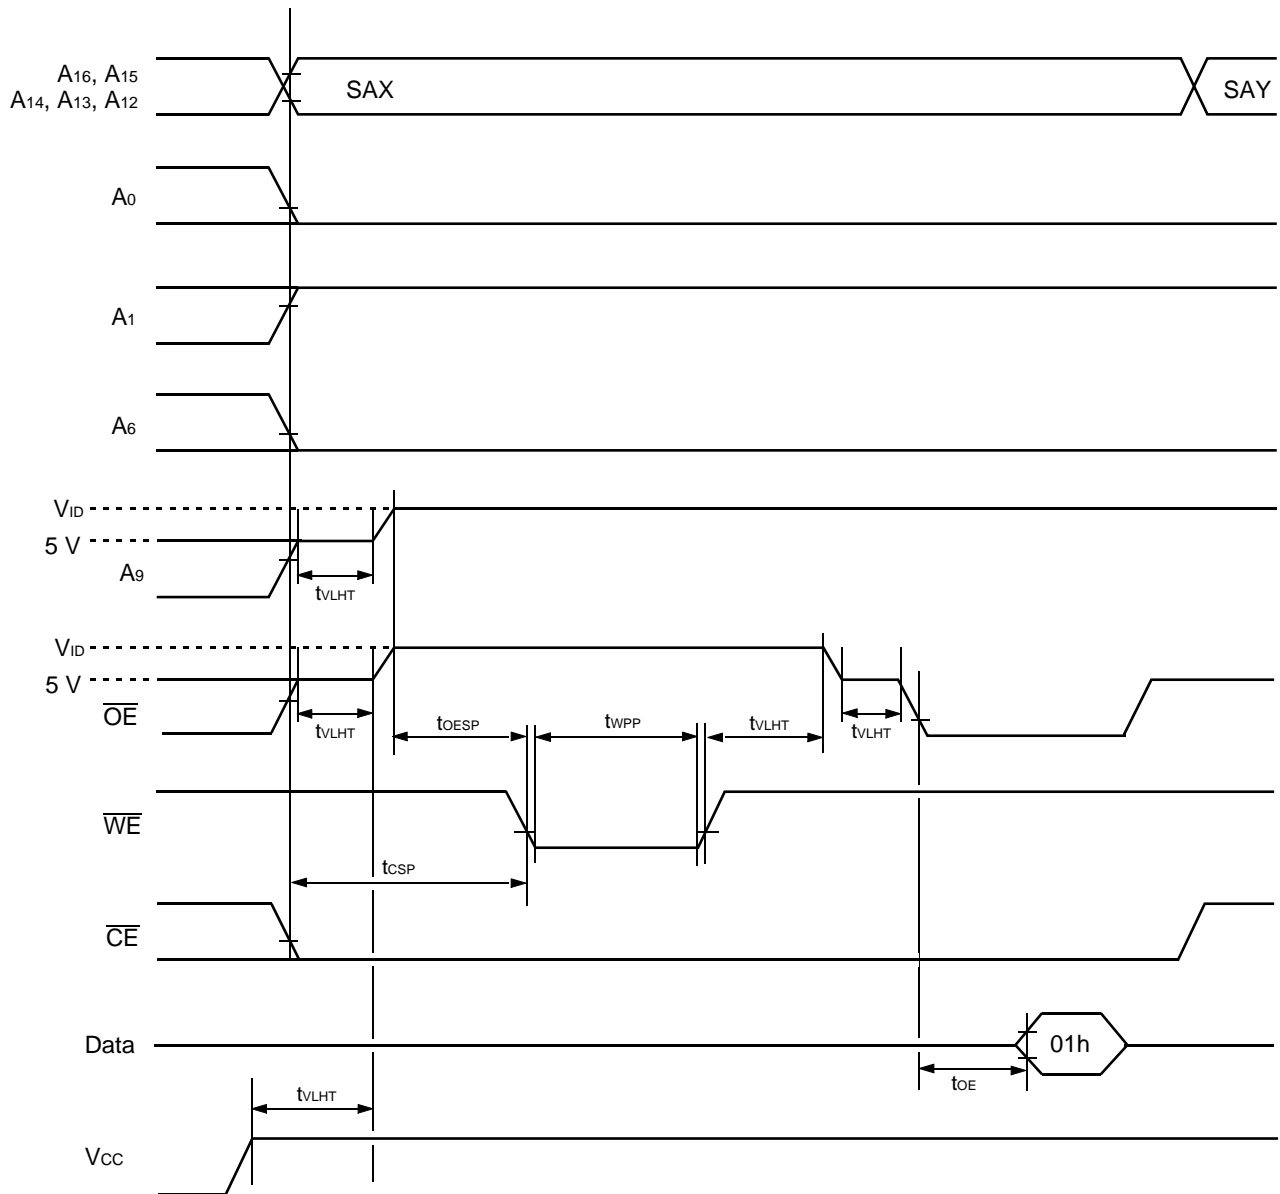 A16, A15
A14, A13, A12
SAX
SAY
A0
A1
A6
VID
5 V
A9
tVLHT
VID
5 V
OE
tVLHT
tOESP
tWPP
tVLHT
tVLHT
WE
tCSP
CE
Data
01h
tOE
tVLHT
VCC